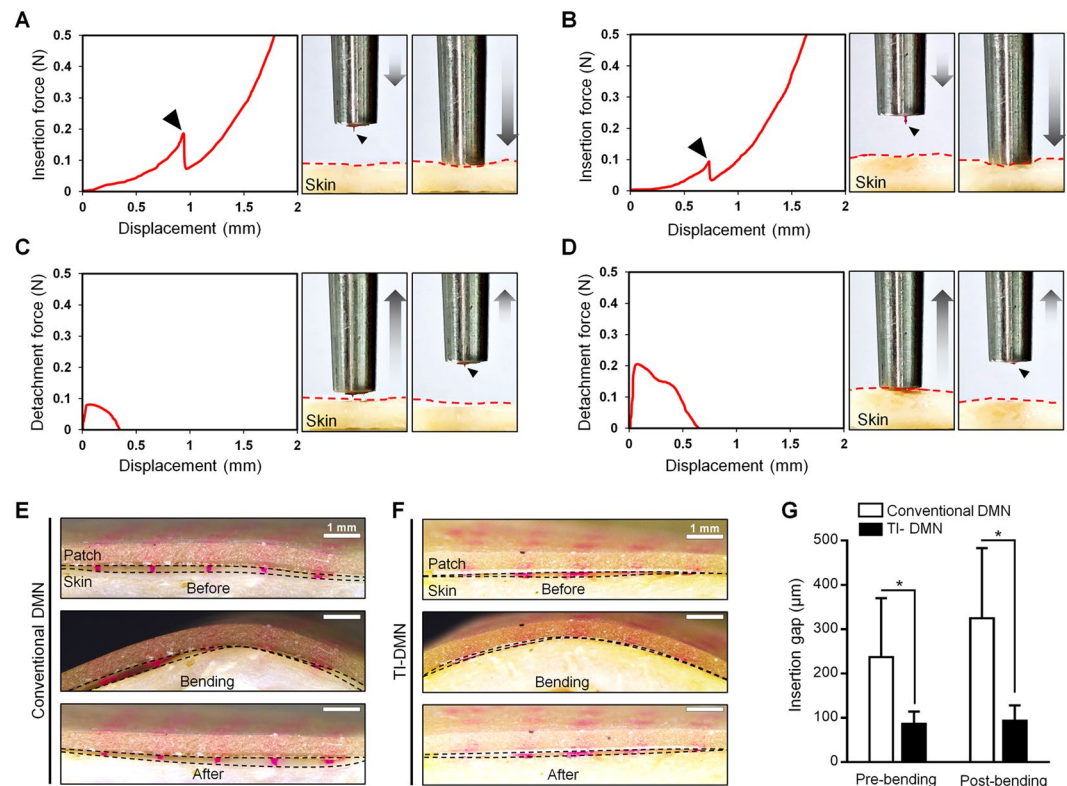 A
Insertion force (N)
0.5
0.4
0.3
0.2
0.1
0
0 0.5 1 1.5 2
Displacement (mm)
Skin
B
Insertion force (N)
0.5
0.4
0.3
0.2
0.1
0
0 0.5 1 1.5 2
Displacement (mm)
Skin
C
Detachment force (N)
0.5
0.4
0.3
0.2
0.1
0
0 0.5 1 1.5 2
Displacement (mm)
Skin
D
Detachment force (N)
0.5
0.4
0.3
0.2
0.1
0
0 0.5 1 1.5 2
Displacement (mm)
Skin
E
Conventional DMN
1 mm
Patch
Skin
Before
Bending
After
F
TI-DMN
1 mm
Patch
Skin
Before
Bending
After
G
Conventional DMN
TI- DMN
Insertion gap (µm)
500
400
300
200
100
0
*
*
Pre-bending Post-bending